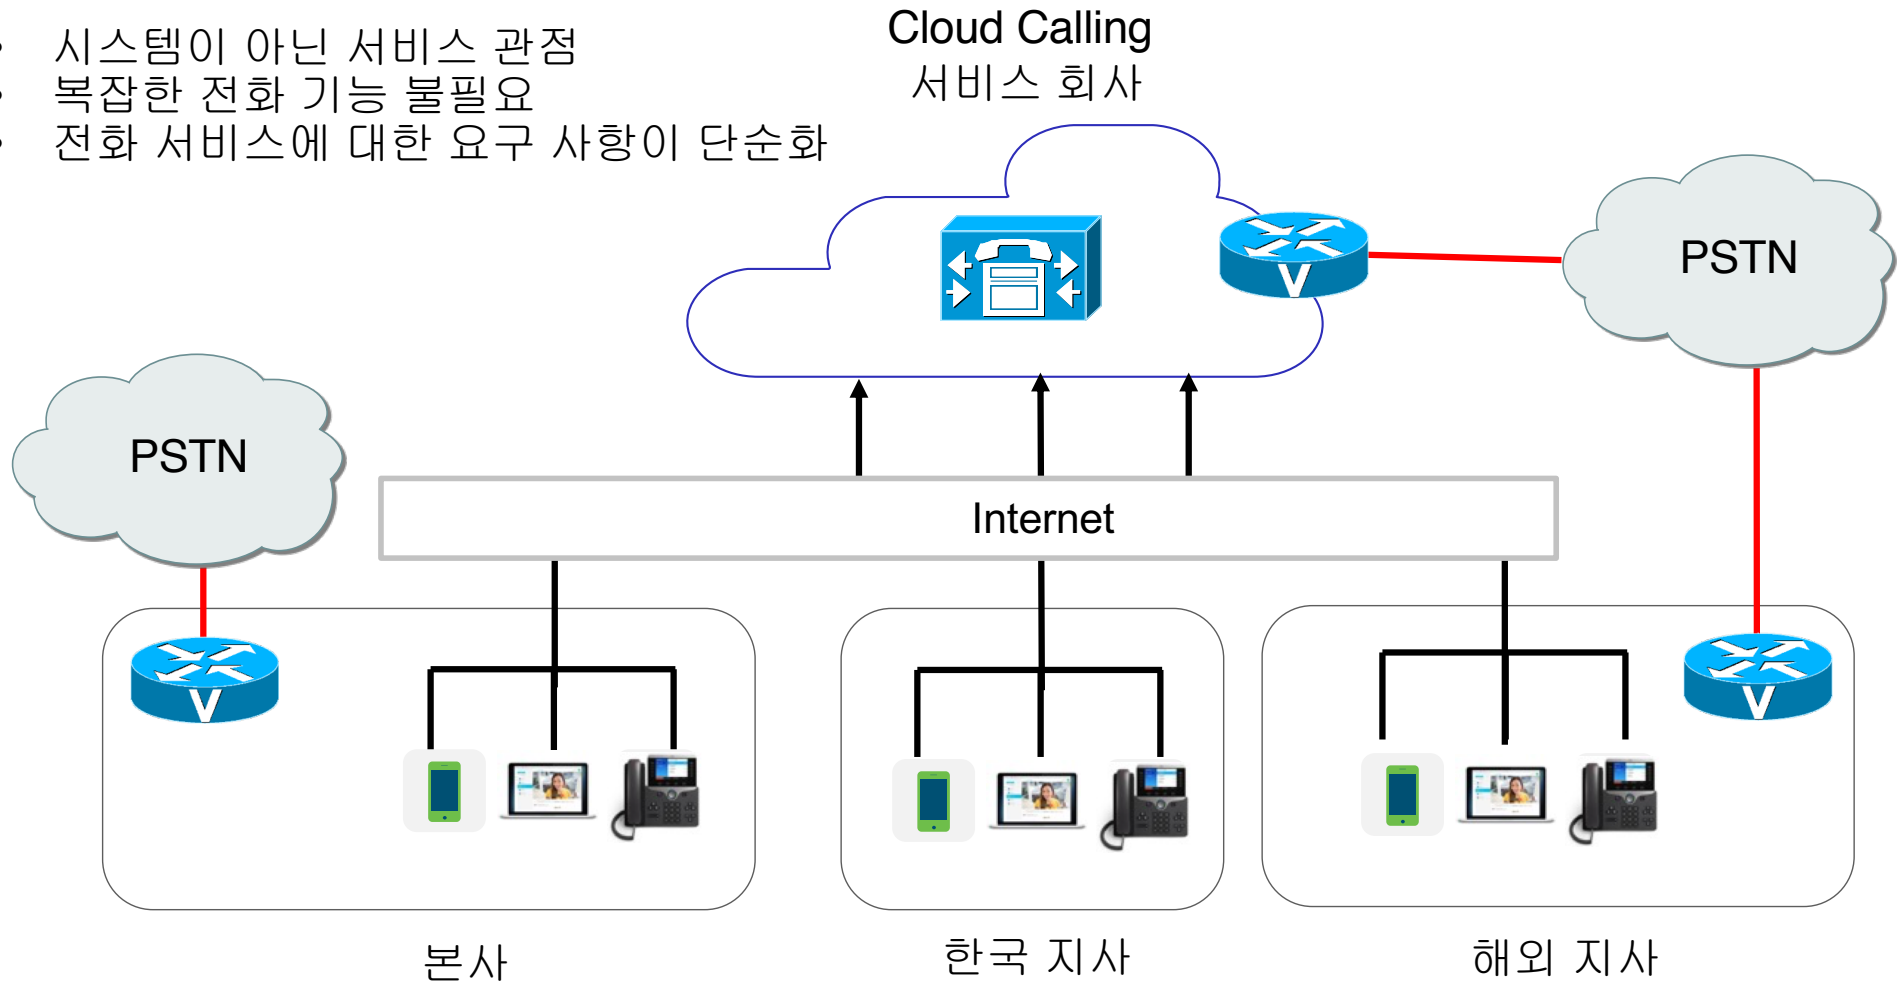 • 시스템이 아닌 서비스 관점
• 복잡한 전화 기능 불필요
• 전화 서비스에 대한 요구 사항이 단순화
Cloud Calling
서비스 회사
V
PSTN
PSTN
Internet
V
V
본사
한국 지사
해외 지사